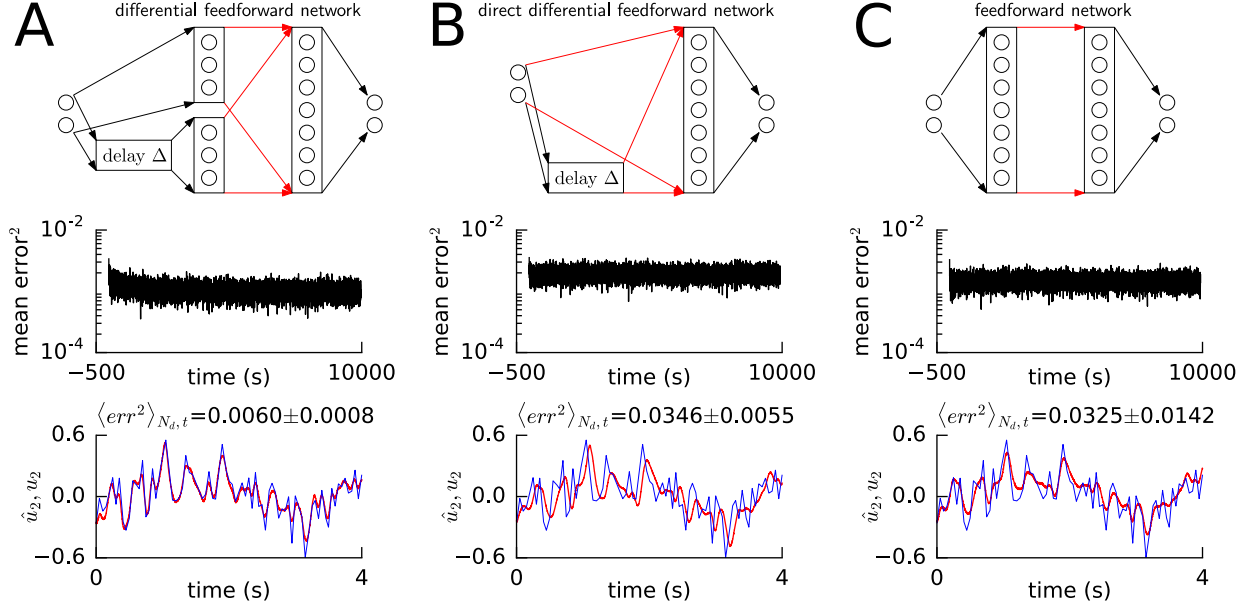 A
differential feedforward network
delay Δ
mean error²
10⁻²
10⁻⁴
−500
time (s)
10000
⟨err²⟩_{N_d, t}=0.0060±0.0008
û₂, u₂
0.6
0.0
−0.6
0
time (s)
4
B
direct differential feedforward network
delay Δ
mean error²
10⁻²
10⁻⁴
−500
time (s)
10000
⟨err²⟩_{N_d, t}=0.0346±0.0055
û₂, u₂
0.6
0.0
−0.6
0
time (s)
4
C
feedforward network
mean error²
10⁻²
10⁻⁴
−500
time (s)
10000
⟨err²⟩_{N_d, t}=0.0325±0.0142
û₂, u₂
0.6
0.0
−0.6
0
time (s)
4